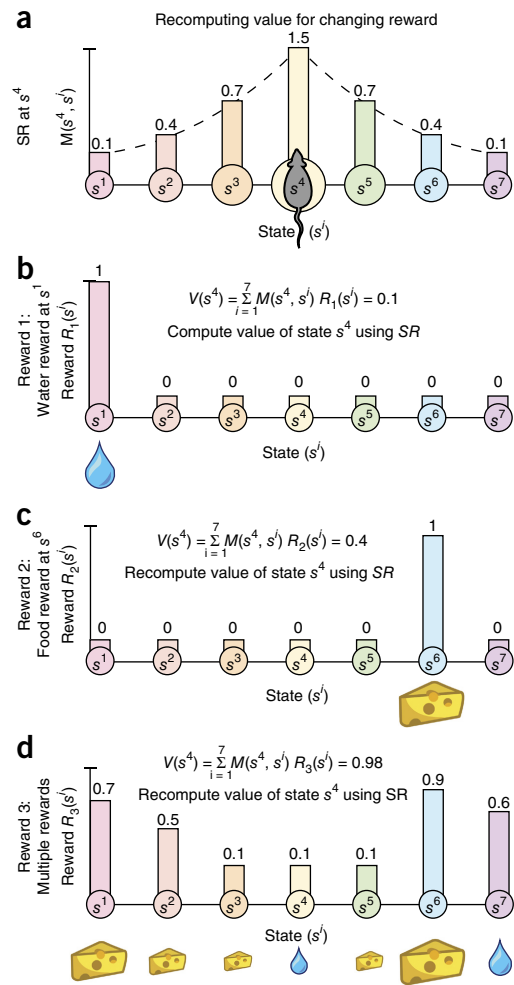 a
Recomputing value for changing reward
SR at s⁴
M(s⁴, sⁱ)
1.5
0.7 0.7
0.4 0.4
0.1 0.1
s¹ s² s³ s⁴ s⁵ s⁶ s⁷
State (sⁱ)
b
Reward 1:
Water reward at s¹
Reward R₁(sⁱ)
1
V(s⁴) = Σ M(s⁴, sⁱ) R₁(sⁱ) = 0.1
7
i = 1
Compute value of state s⁴ using SR
0 0 0 0 0 0
s¹ s² s³ s⁴ s⁵ s⁶ s⁷
State (sⁱ)
c
Reward 2:
Food reward at s⁶
Reward R₂(sⁱ)
V(s⁴) = Σ M(s⁴, sⁱ) R₂(sⁱ) = 0.4
7
i = 1
Recompute value of state s⁴ using SR
1
0 0 0 0 0 0
s¹ s² s³ s⁴ s⁵ s⁶ s⁷
State (sⁱ)
d
Reward 3:
Multiple rewards
Reward R₃(sⁱ)
V(s⁴) = Σ M(s⁴, sⁱ) R₃(sⁱ) = 0.98
7
i = 1
Recompute value of state s⁴ using SR
0.7 0.5 0.1 0.1 0.1 0.9 0.6
s¹ s² s³ s⁴ s⁵ s⁶ s⁷
State (sⁱ)